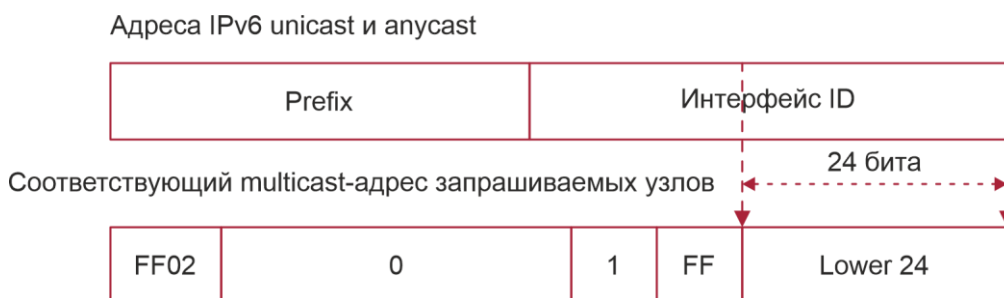 Адреса IPv6 unicast и anycast
Prefix
Интерфейс ID
24 бита
Соответствующий multicast-адрес запрашиваемых узлов
FF02
0
1
FF
Lower 24